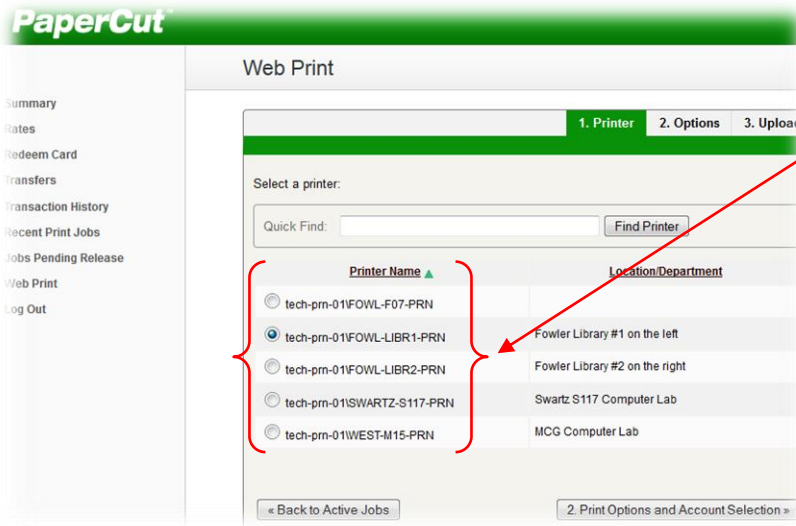 PaperCut
Web Print
Summary
Rates
Redeem Card
Transfers
Transaction History
Recent Print Jobs
Jobs Pending Release
Web Print
Log Out
1. Printer 2. Options 3. Upload
Select a printer:
Quick Find: Find Printer
Printer Name Location/Department
tech-prn-01\FOWL-F07-PRN
tech-prn-01\FOWL-LIBR1-PRN Fowler Library #1 on the left
tech-prn-01\FOWL-LIBR2-PRN Fowler Library #2 on the right
tech-prn-01\SWARTZ-S117-PRN Swartz S117 Computer Lab
tech-prn-01\WEST-M15-PRN MCG Computer Lab
« Back to Active Jobs 2. Print Options and Account Selection »